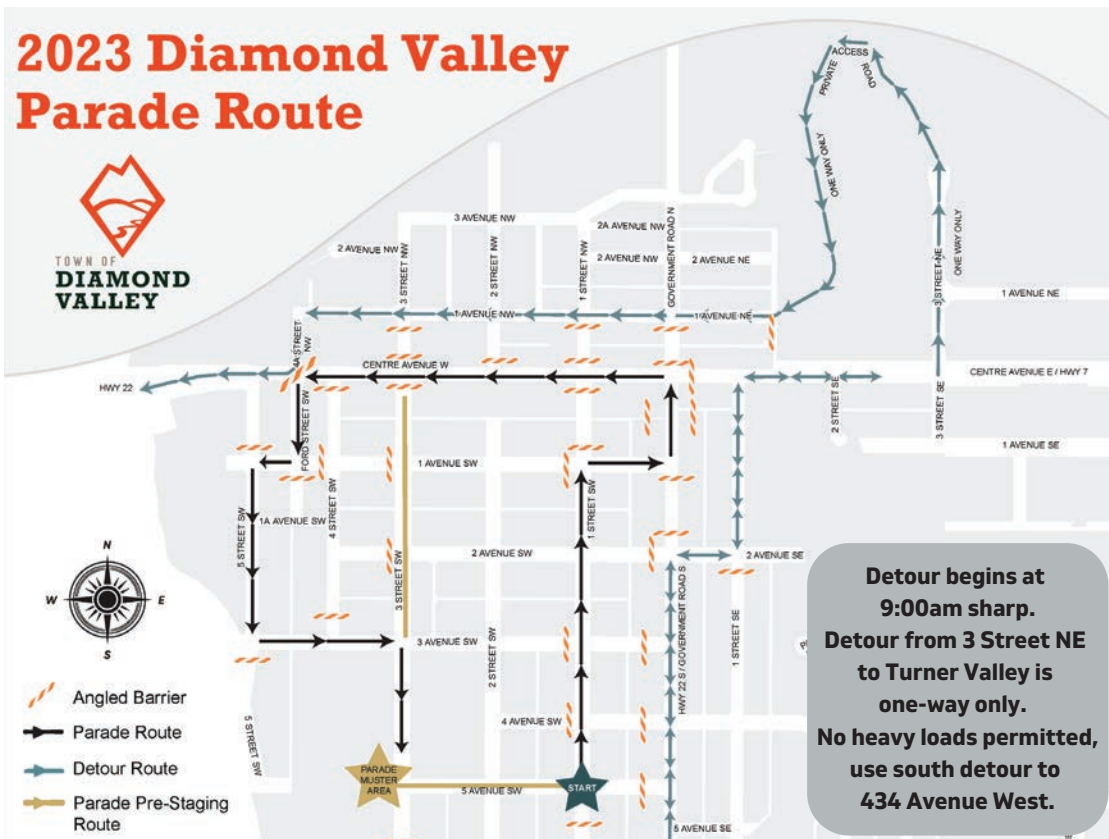 2023 Diamond Valley
Parade Route
TOWN OF
DIAMOND
VALLEY
PRIVATE
ACCESS
ROAD
ONE WAY ONLY
ONE WAY ONLY
3 STREET NE
3 AVENUE NW
2A AVENUE NW
2 AVENUE NW
2 AVENUE NW
2 AVENUE NE
3 STREET NW
2 STREET NW
1 STREET NW
GOVERNMENT ROAD N
1 AVENUE NW
1 AVENUE NE
1 AVENUE NE
4A STREET
NW
HWY 22
CENTRE AVENUE W
CENTRE AVENUE E / HWY 7
2 STREET SE
3 STREET SE
1 AVENUE SE
FORD STREET SW
1 AVENUE SW
1A AVENUE SW
5 STREET SW
4 STREET SW
3 STREET SW
1 STREET SW
2 AVENUE SW
2 AVENUE SE
HWY 22 S / GOVERNMENT ROAD S
1 STREET SE
2 STREET SW
3 AVENUE SW
4 AVENUE SW
5 STREET SW
PARADE
MUSTER
AREA
5 AVENUE SW
START
5 AVENUE SE
N
W
E
S
Angled Barrier
Parade Route
Detour Route
Parade Pre-Staging
Route
Detour begins at
9:00am sharp.
Detour from 3 Street NE
to Turner Valley is
one-way only.
No heavy loads permitted,
use south detour to
434 Avenue West.